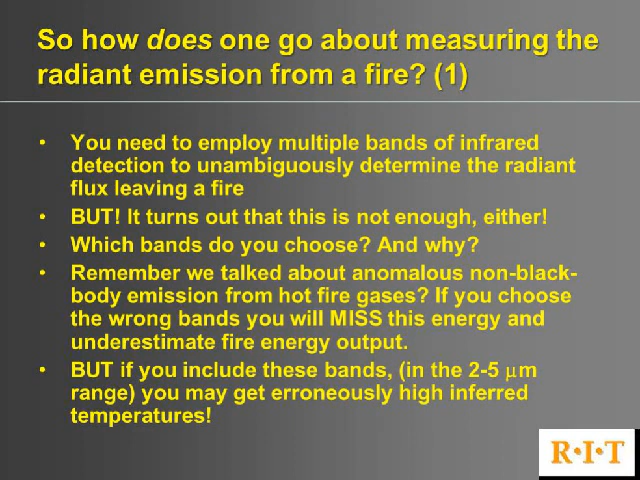 So how does one go about measuring the
radiant emission from a fire? (1)
• You need to employ multiple bands of infrared
detection to unambiguously determine the radiant
flux leaving a fire
• BUT! It turns out that this is not enough, either!
• Which bands do you choose? And why?
• Remember we talked about anomalous non-black-
body emission from hot fire gases? If you choose
the wrong bands you will MISS this energy and
underestimate fire energy output.
• BUT if you include these bands, (in the 2-5 μm
range) you may get erroneously high inferred
temperatures!
R·I·T